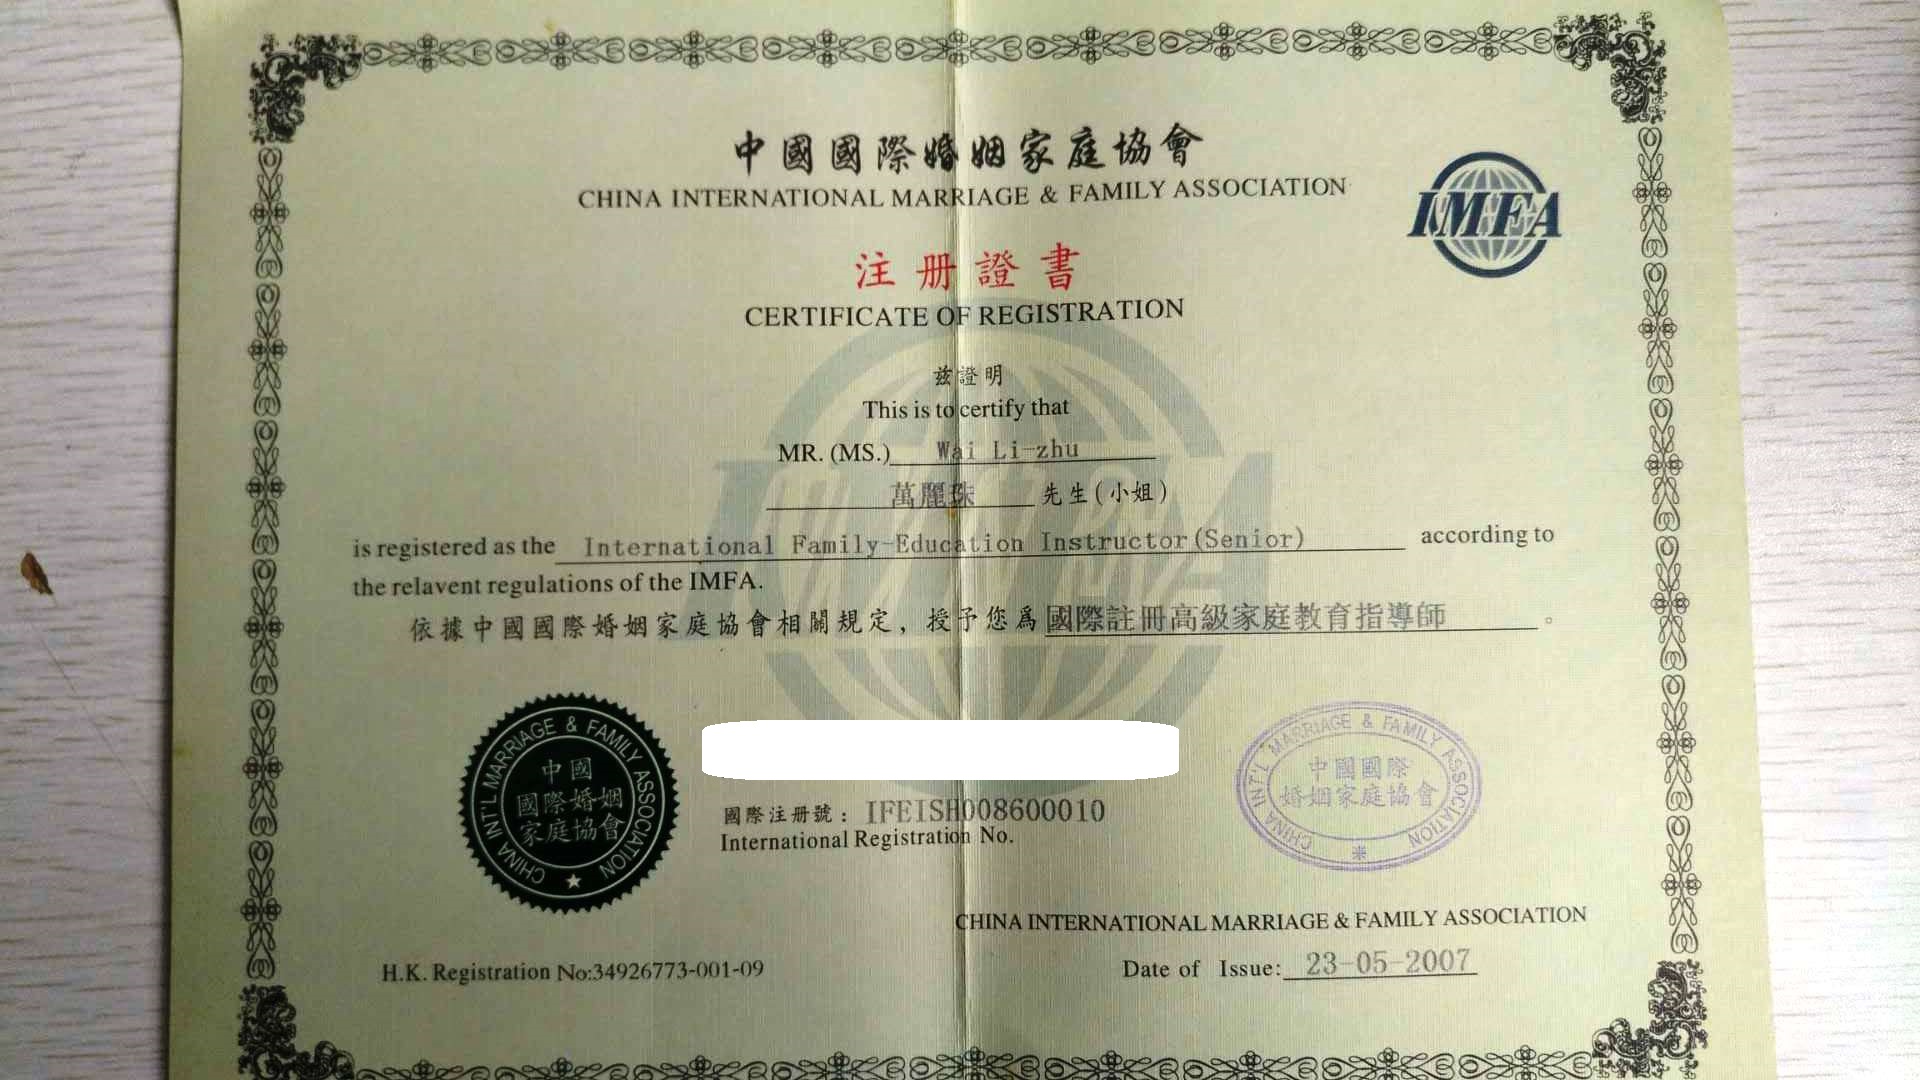 中國國際婚姻家庭協會
CHINA INTERNATIONAL MARRIAGE & FAMILY ASSOCIATION
IMFA
注册證書
CERTIFICATE OF REGISTRATION
兹證明
This is to certify that
MR. (MS.) Wai Li-zhu
萬麗珠 先生(小姐)
is registered as the International Family-Education Instructor(Senior) according to
the relavent regulations of the IMFA.
依據中國國際婚姻家庭協會相關規定，授予您爲國際註冊高級家庭教育指導師。
CHINA INT'L MARRIAGE & FAMILY ASSOCIATION
中國
國際婚姻
家庭協會
CHINA INT'L MARRIAGE & FAMILY ASSOCIATION
中國國際
婚姻家庭協會
國際注册號：IFEISH008600010
International Registration No.
CHINA INTERNATIONAL MARRIAGE & FAMILY ASSOCIATION
H.K. Registration No:34926773-001-09
Date of Issue: 23-05-2007